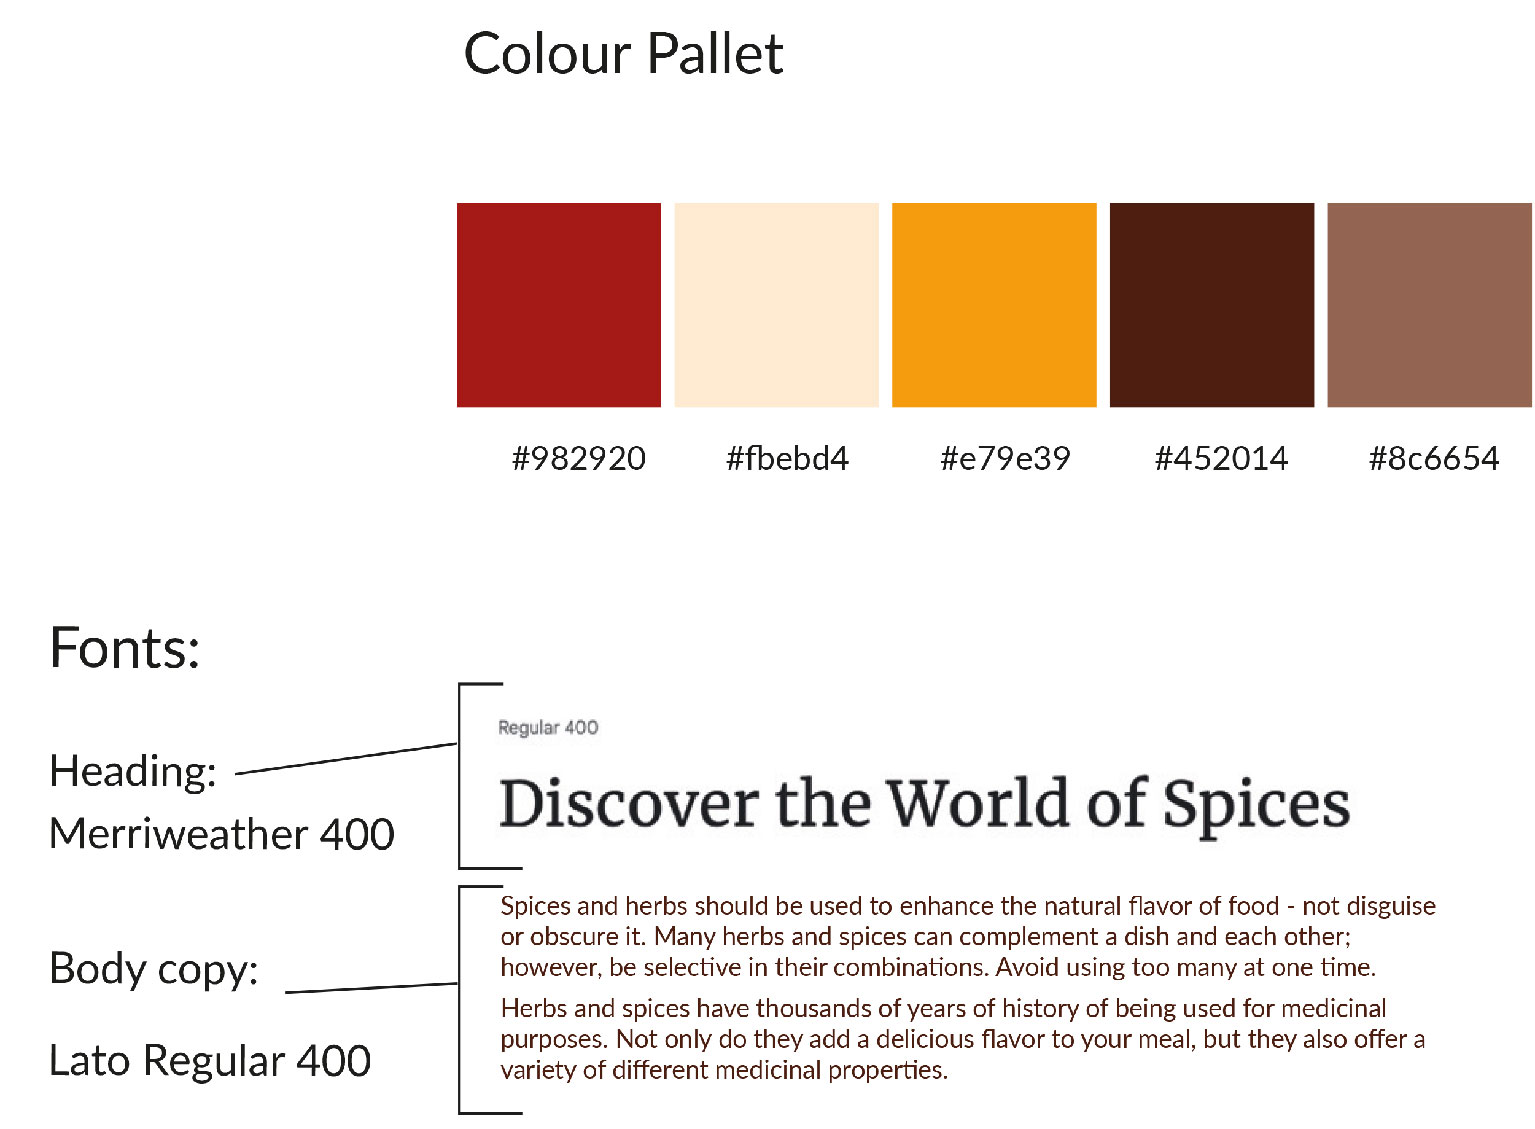 Colour Pallet
#982920
#fbebd4
#e79e39
#452014
#8c6654
Fonts:
Heading:
Merriweather 400
Regular 400
Discover the World of Spices
Body copy:
Lato Regular 400
Spices and herbs should be used to enhance the natural flavor of food - not disguise
or obscure it. Many herbs and spices can complement a dish and each other;
however, be selective in their combinations. Avoid using too many at one time.
Herbs and spices have thousands of years of history of being used for medicinal
purposes. Not only do they add a delicious flavor to your meal, but they also offer a
variety of different medicinal properties.